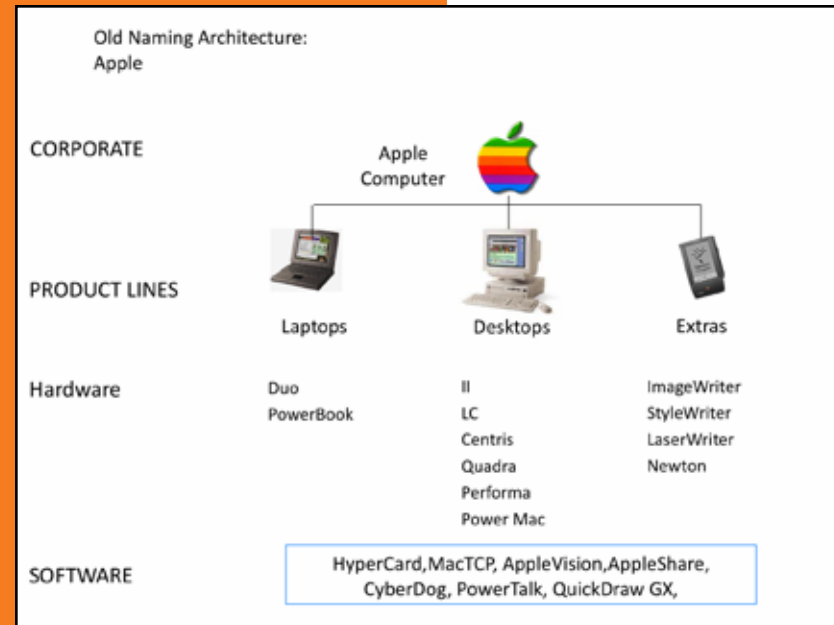 Old Naming Architecture:
Apple
CORPORATE
Apple
Computer
PRODUCT LINES
Laptops
Desktops
Extras
Hardware
Duo
PowerBook
II
LC
Centris
Quadra
Performa
Power Mac
ImageWriter
StyleWriter
LaserWriter
Newton
SOFTWARE
HyperCard,MacTCP, AppleVision,AppleShare,
CyberDog, PowerTalk, QuickDraw GX,